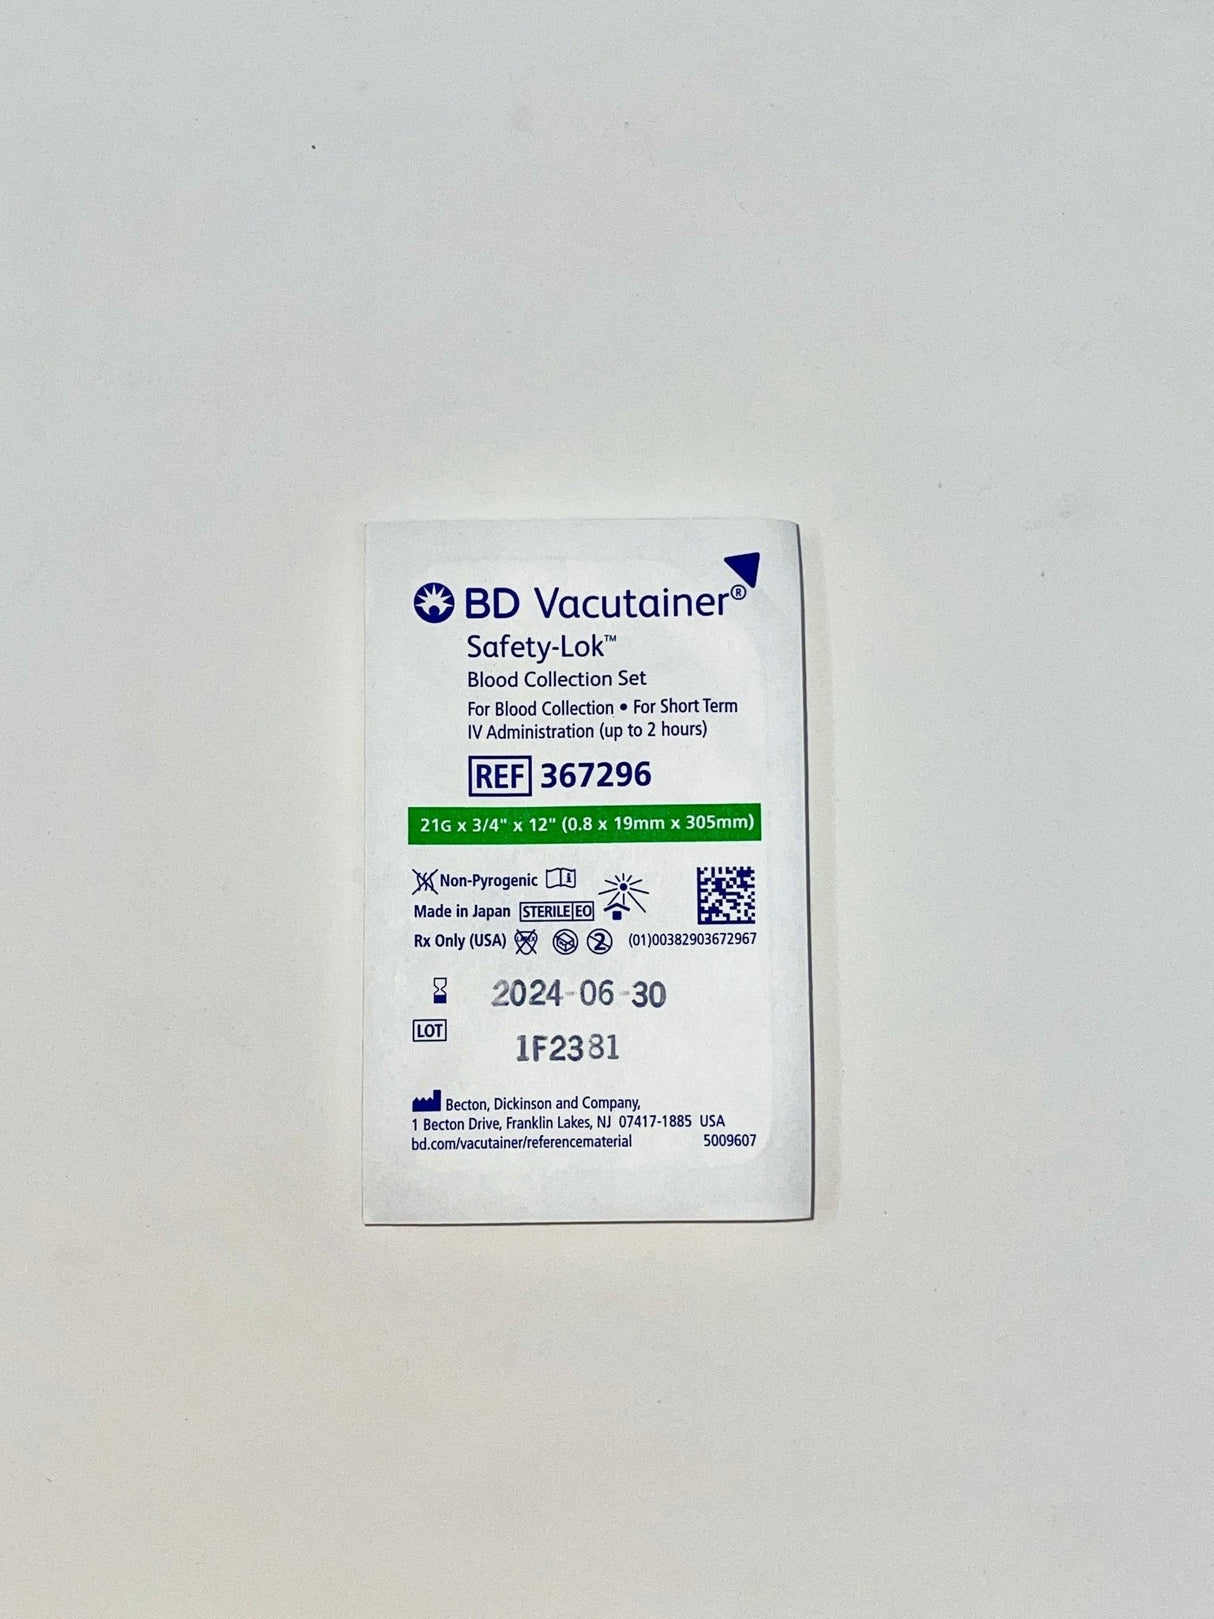 BD Vacutainer®
Safety-Lok™
Blood Collection Set
For Blood Collection • For Short Term
IV Administration (up to 2 hours)
REF 367296
21G x 3/4" x 12" (0.8 x 19mm x 305mm)
Non-Pyrogenic
Made in Japan STERILE EO
Rx Only (USA) 2 (01)00382903672967
2024-06-30
LOT
1F2381
Becton, Dickinson and Company,
1 Becton Drive, Franklin Lakes, NJ 07417-1885 USA
bd.com/vacutainer/referencematerial 5009607